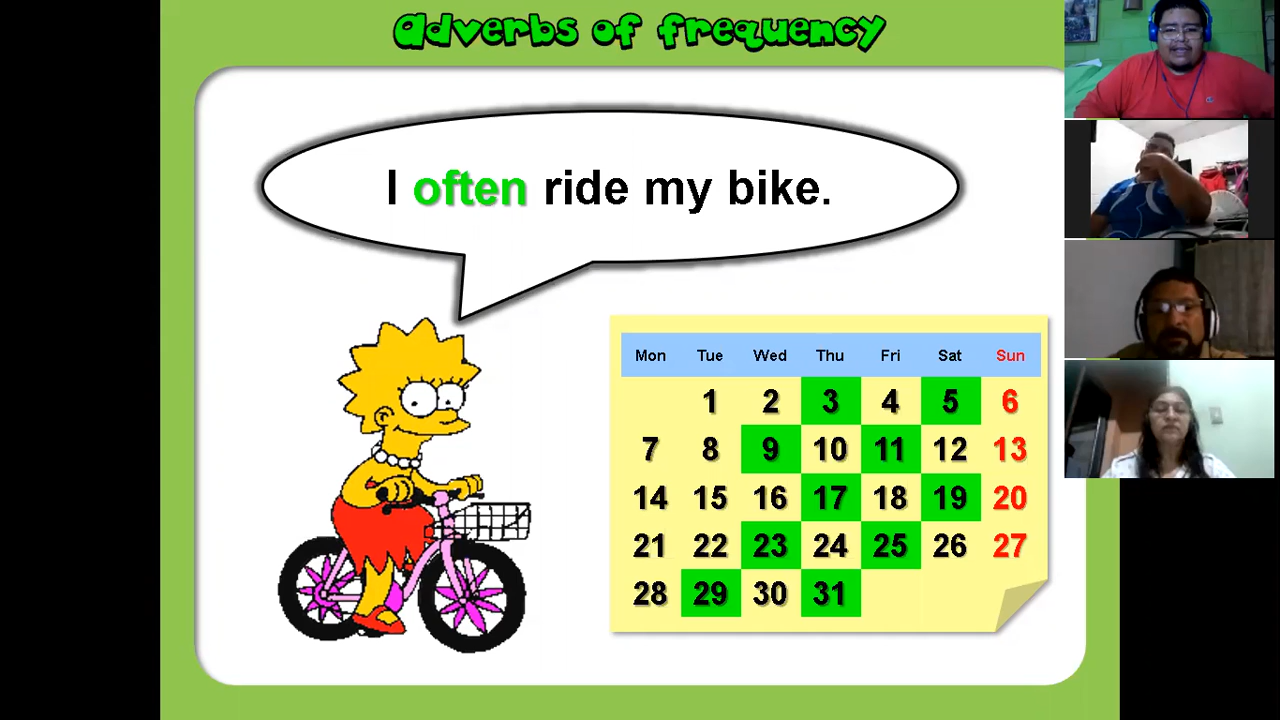 Adverbs of frequency
I often ride my bike.
Mon Tue Wed Thu Fri Sat Sun
1 2 3 4 5 6
7 8 9 10 11 12 13
14 15 16 17 18 19 20
21 22 23 24 25 26 27
28 29 30 31